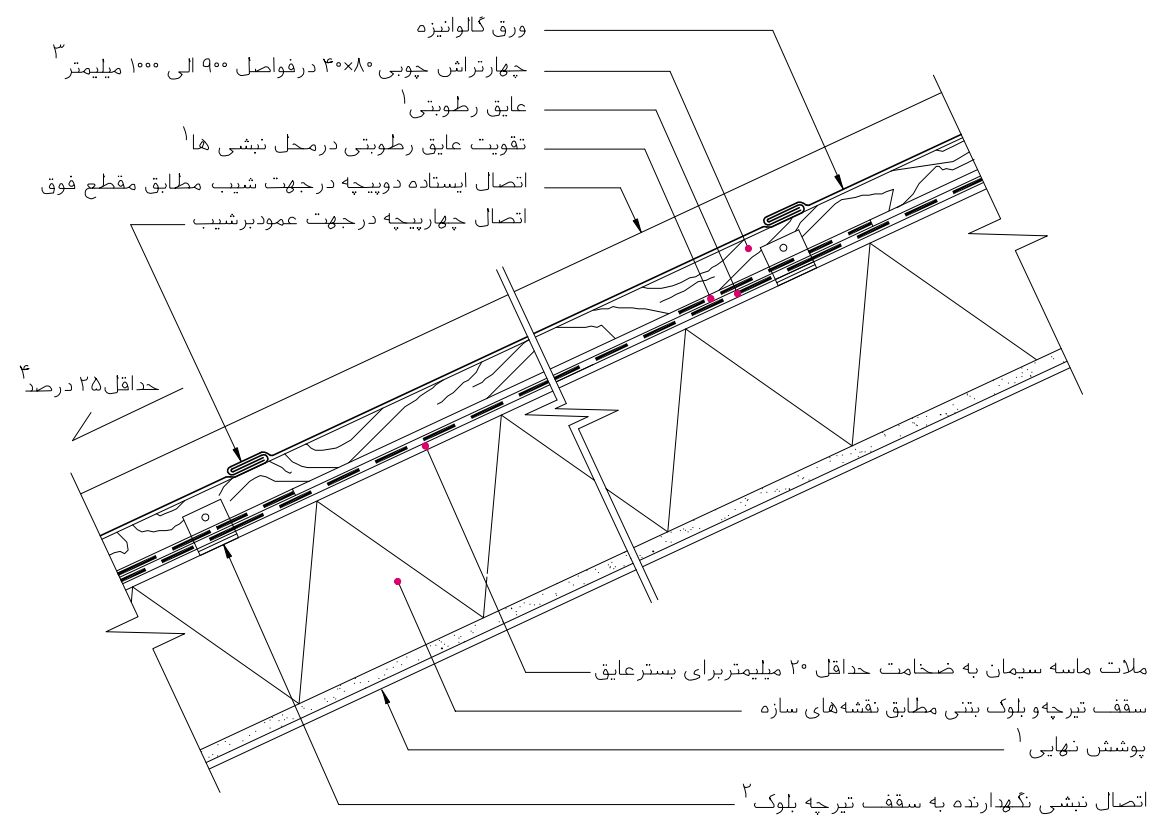 ورق گالوانیزه
چهارتراش چوبی ۸۰×۴۰ درفواصل ۹۰۰ الی ۱۰۰۰ میلیمتر۳
عایق رطوبتی۱
تقویت عایق رطوبتی درمحل نبشی ها۱
اتصال ایستاده دوپیچه درجهت شیب مطابق مقطع فوق
اتصال چهارپیچه درجهت عمودبرشیب
حداقل۲۵ درصد۴
ملات ماسه سیمان به ضخامت حداقل ۲۰ میلیمتربرای بسترعایق
سقف تیرچهو بلوک بتنی مطابق نقشه‌های سازه
پوشش نهایی۱
اتصال نبشی نگهدارنده به سقف تیرچه بلوک۲